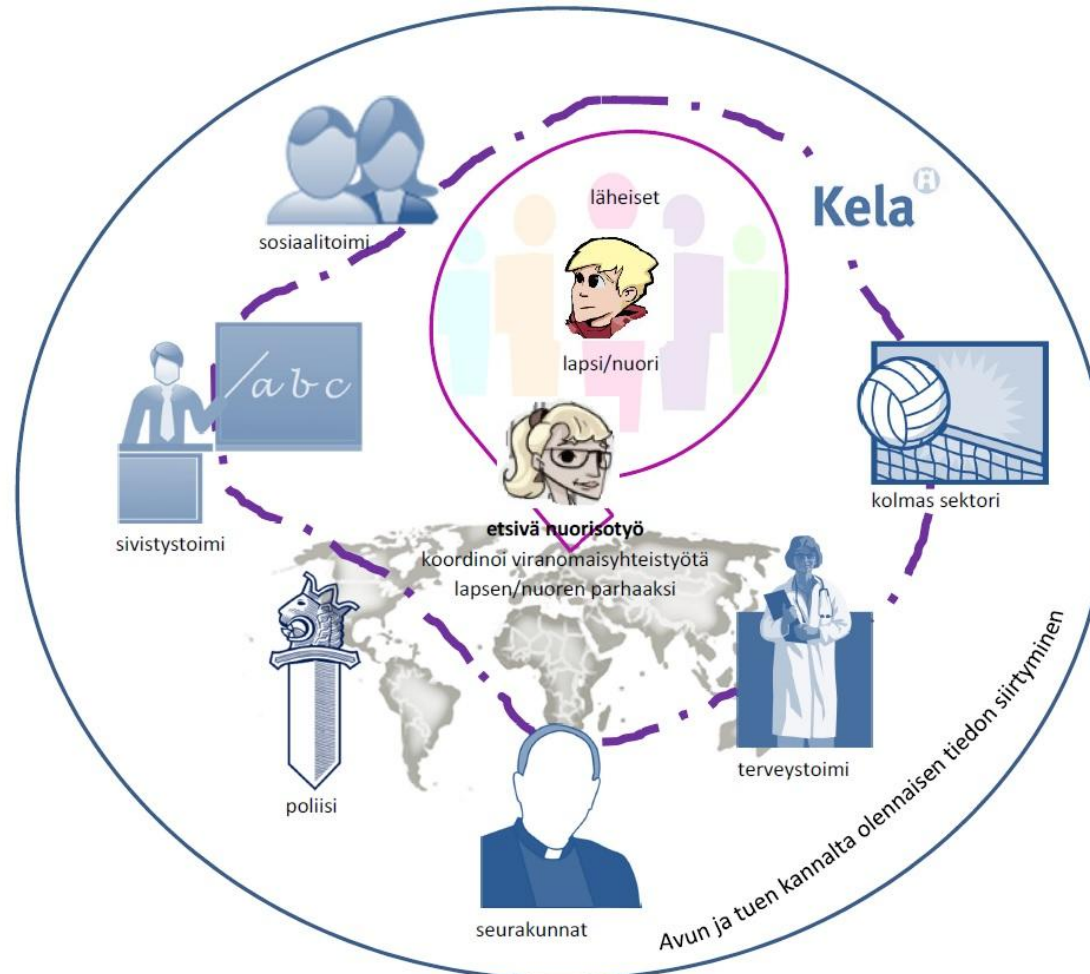 läheiset
Kela
sosiaalitoimi
lapsi/nuori
abc
kolmas sektori
etsivä nuorisotyö
sivistystoimi
koordinoi viranomaisyhteistyötä
lapsen/nuoren parhaaksi
terveystoimi
poliisi
seurakunnat
Avun ja tuen kannalta olennaisen tiedon siirtyminen